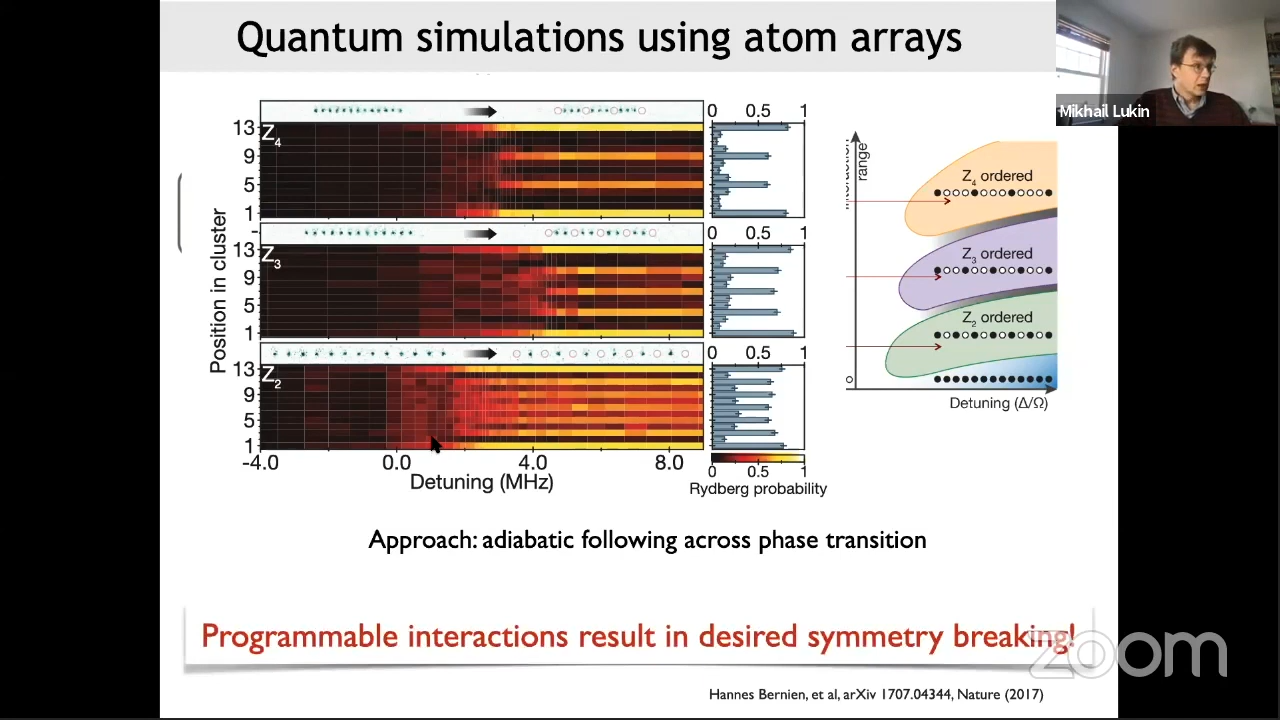 Quantum simulations using atom arrays
Mikhail Lukin
0 0.5 1
13
9
5
1
Z4
0 0.5 1
13
9
5
1
Z3
0 0.5 1
13
9
5
1
Z2
Position in cluster
-4.0 0.0 4.0 8.0
Detuning (MHz)
0 0.5 1
Rydberg probability
range
Z4 ordered
Z3 ordered
Z2 ordered
0
Detuning (Δ/Ω)
Approach: adiabatic following across phase transition
Programmable interactions result in desired symmetry breaking!
zoom
Hannes Bernien, et al, arXiv 1707.04344, Nature (2017)